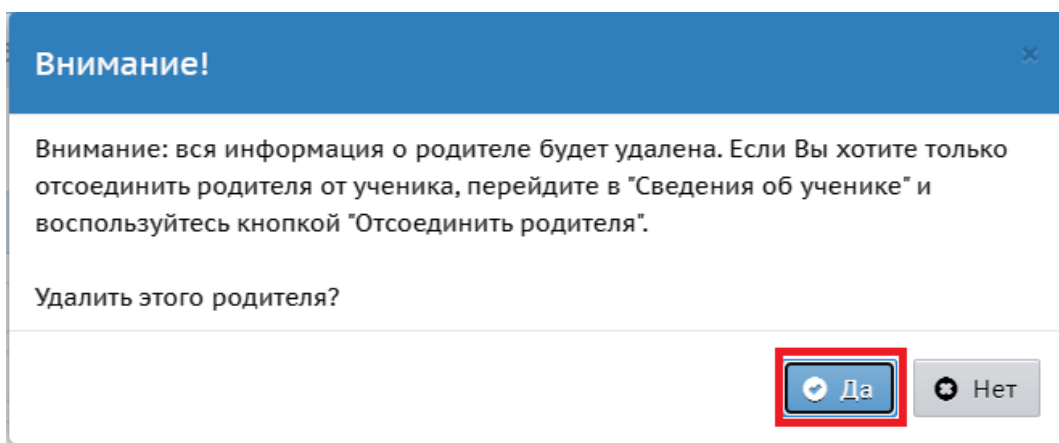 Внимание!
Внимание: вся информация о родителе будет удалена. Если Вы хотите только
отсоединить родителя от ученика, перейдите в "Сведения об ученике" и
воспользуйтесь кнопкой "Отсоединить родителя".
Удалить этого родителя?
Да
Нет